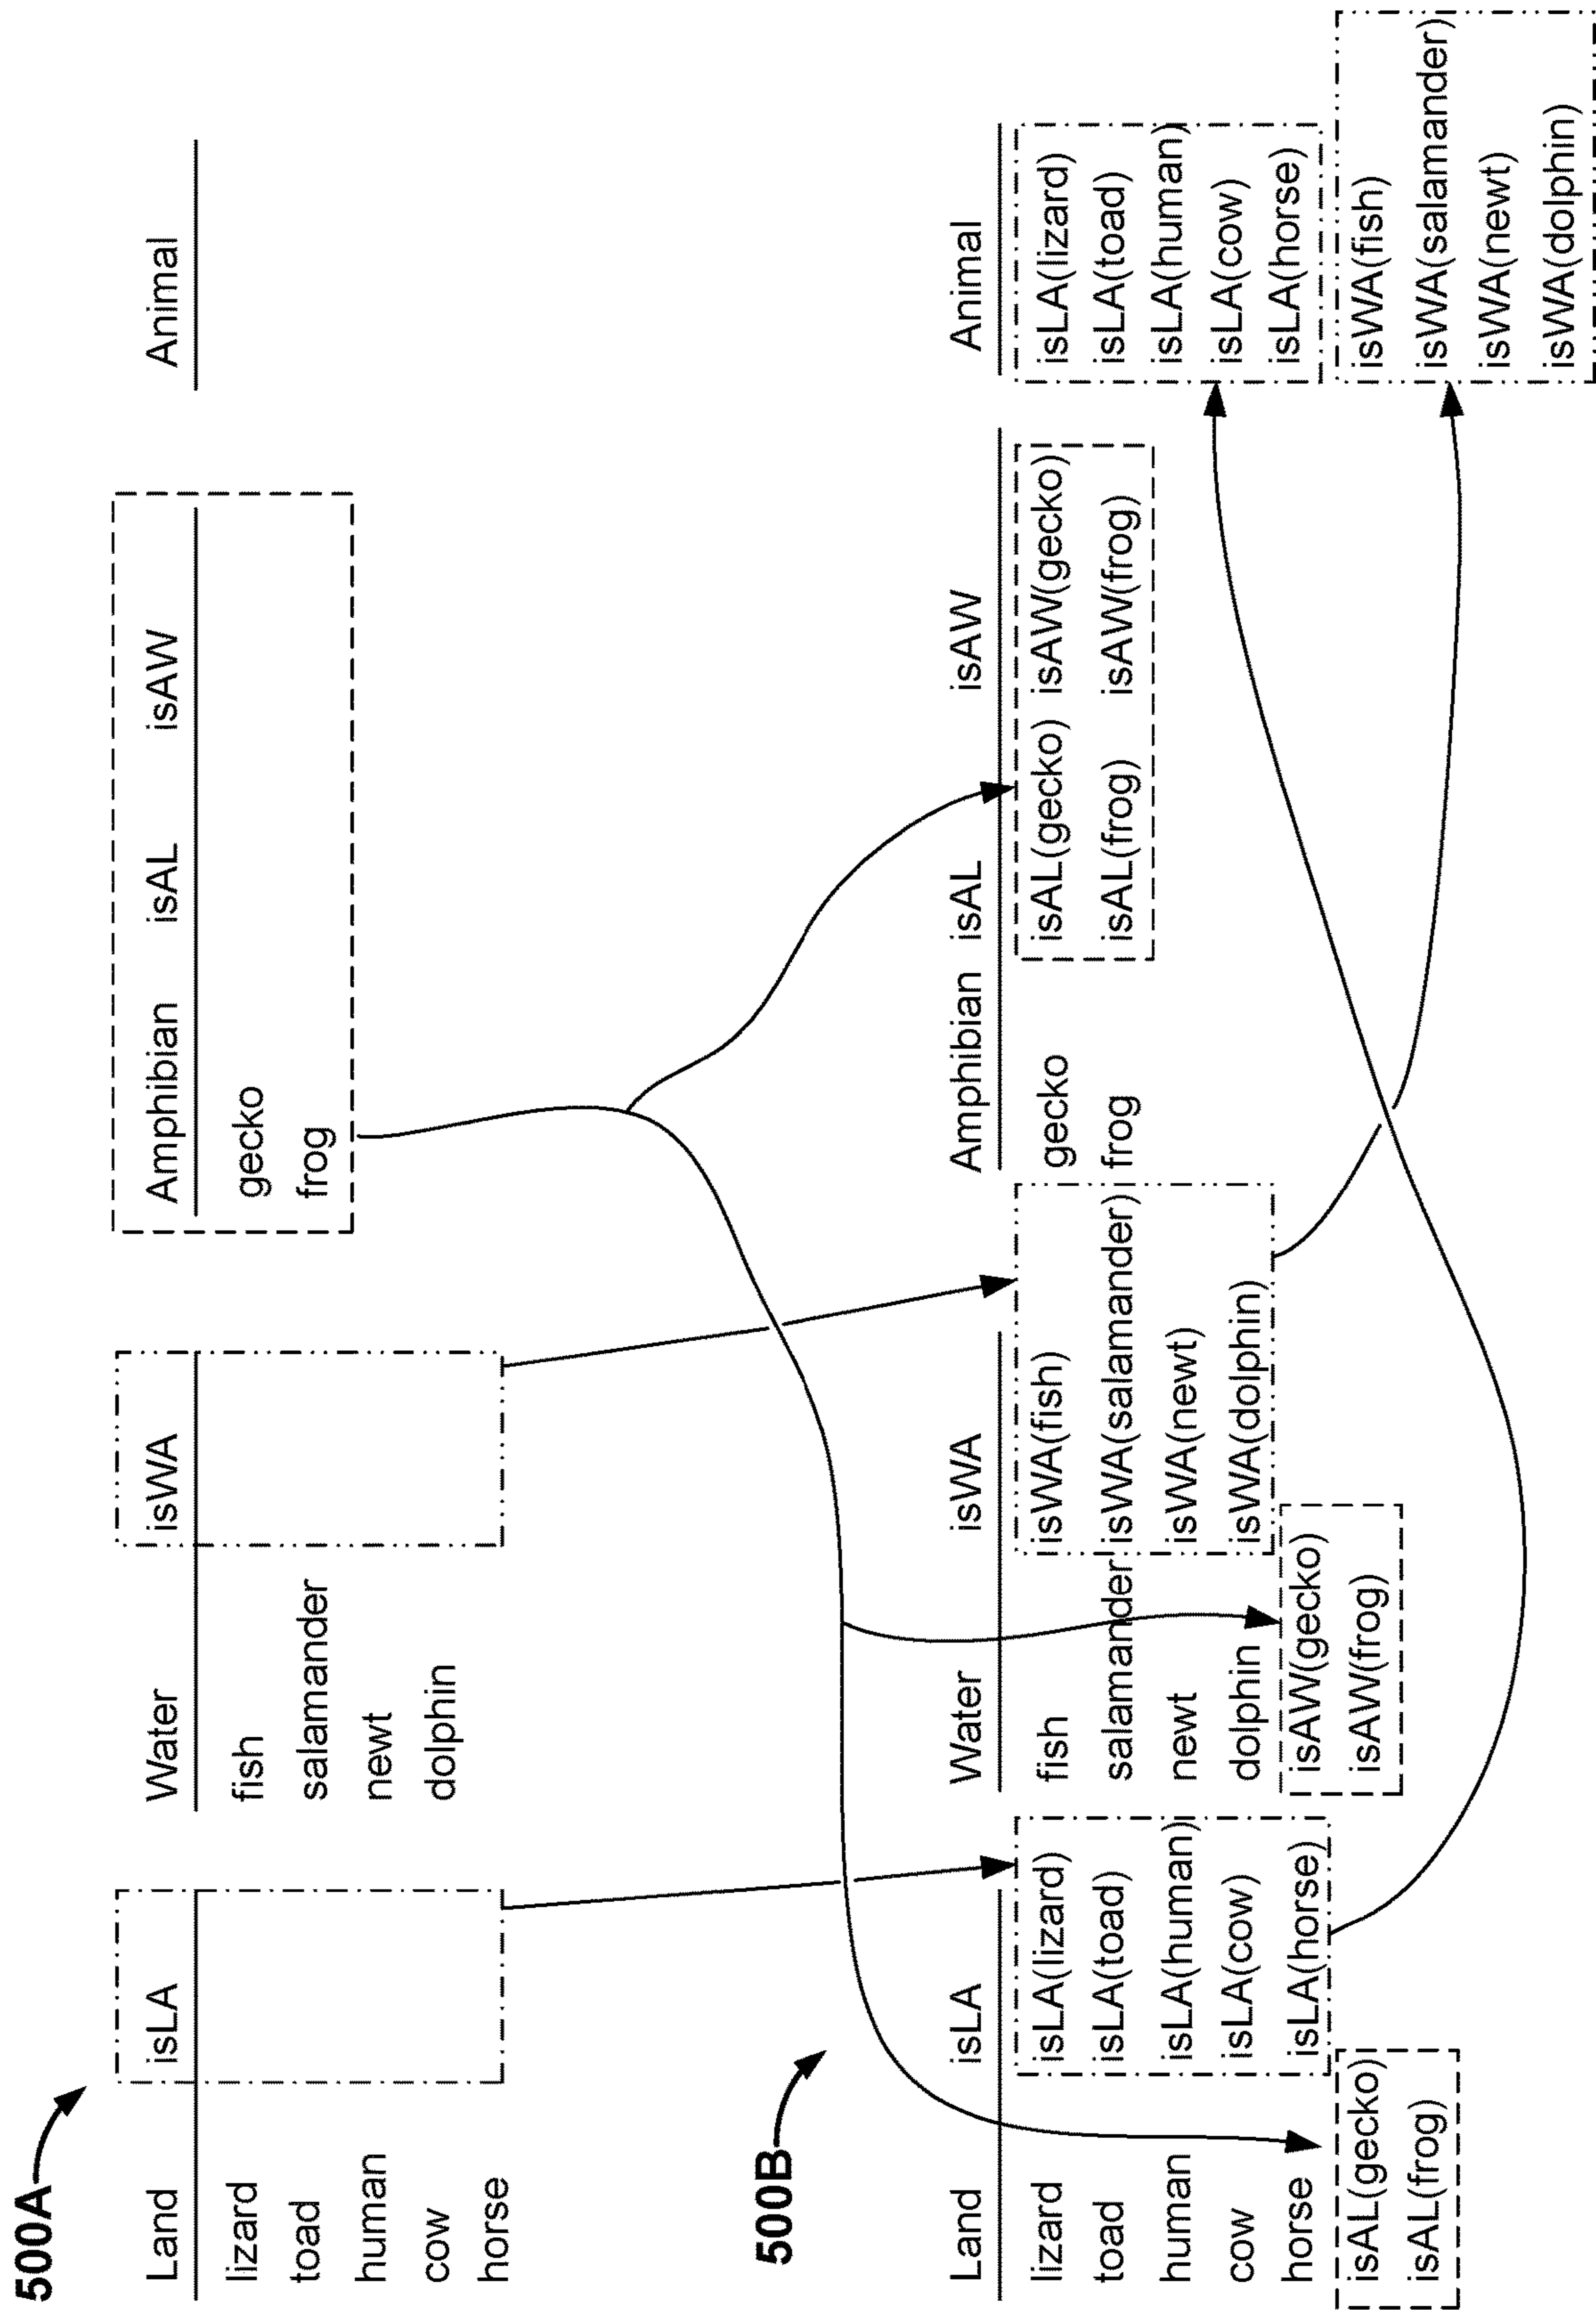 500A
Land isLA Water isWA Amphibian isAL isAW Animal
lizard fish gecko
toad salamander frog
human newt
cow dolphin
horse
500B
Land isLA Water isWA Amphibian isAL isAW Animal
lizard isLA(lizard) fish isWA(fish) gecko isAL(gecko) isAW(gecko) isLA(lizard)
toad isLA(toad) salamander isWA(salamander) frog isAL(frog) isAW(frog) isLA(toad)
human isLA(human) newt isWA(newt) isLA(human)
cow isLA(cow) dolphin isWA(dolphin) isLA(cow)
horse isLA(horse) isAW(gecko) isLA(horse)
isAL(gecko) isAW(frog) isWA(fish)
isAL(frog) isWA(salamander)
isWA(newt)
isWA(dolphin)